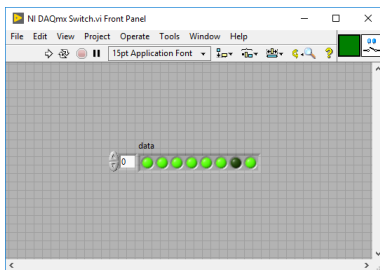 NI DAQmx Switch.vi Front Panel
File Edit View Project Operate Tools Window Help
15pt Application Font
data
0